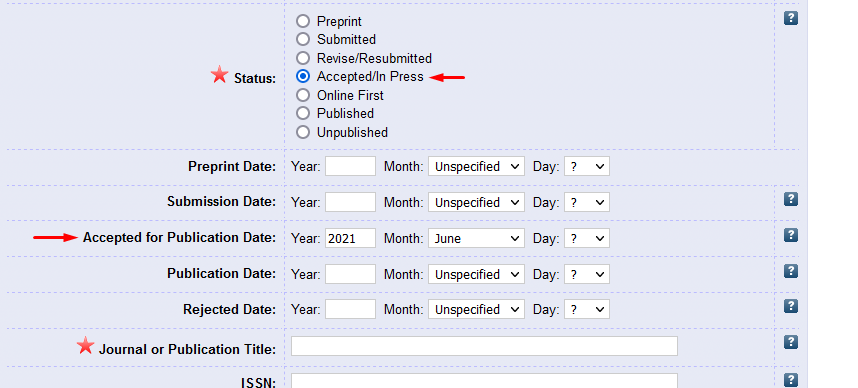 Preprint
Submitted
Revise/Resubmitted
Status: Accepted/In Press
Online First
Published
Unpublished
Preprint Date: Year: Month: Unspecified Day: ?
Submission Date: Year: Month: Unspecified Day: ? ?
Accepted for Publication Date: Year: 2021 Month: June Day: ? ?
Publication Date: Year: Month: Unspecified Day: ? ?
Rejected Date: Year: Month: Unspecified Day: ? ?
Journal or Publication Title: ?
ISSN: ?